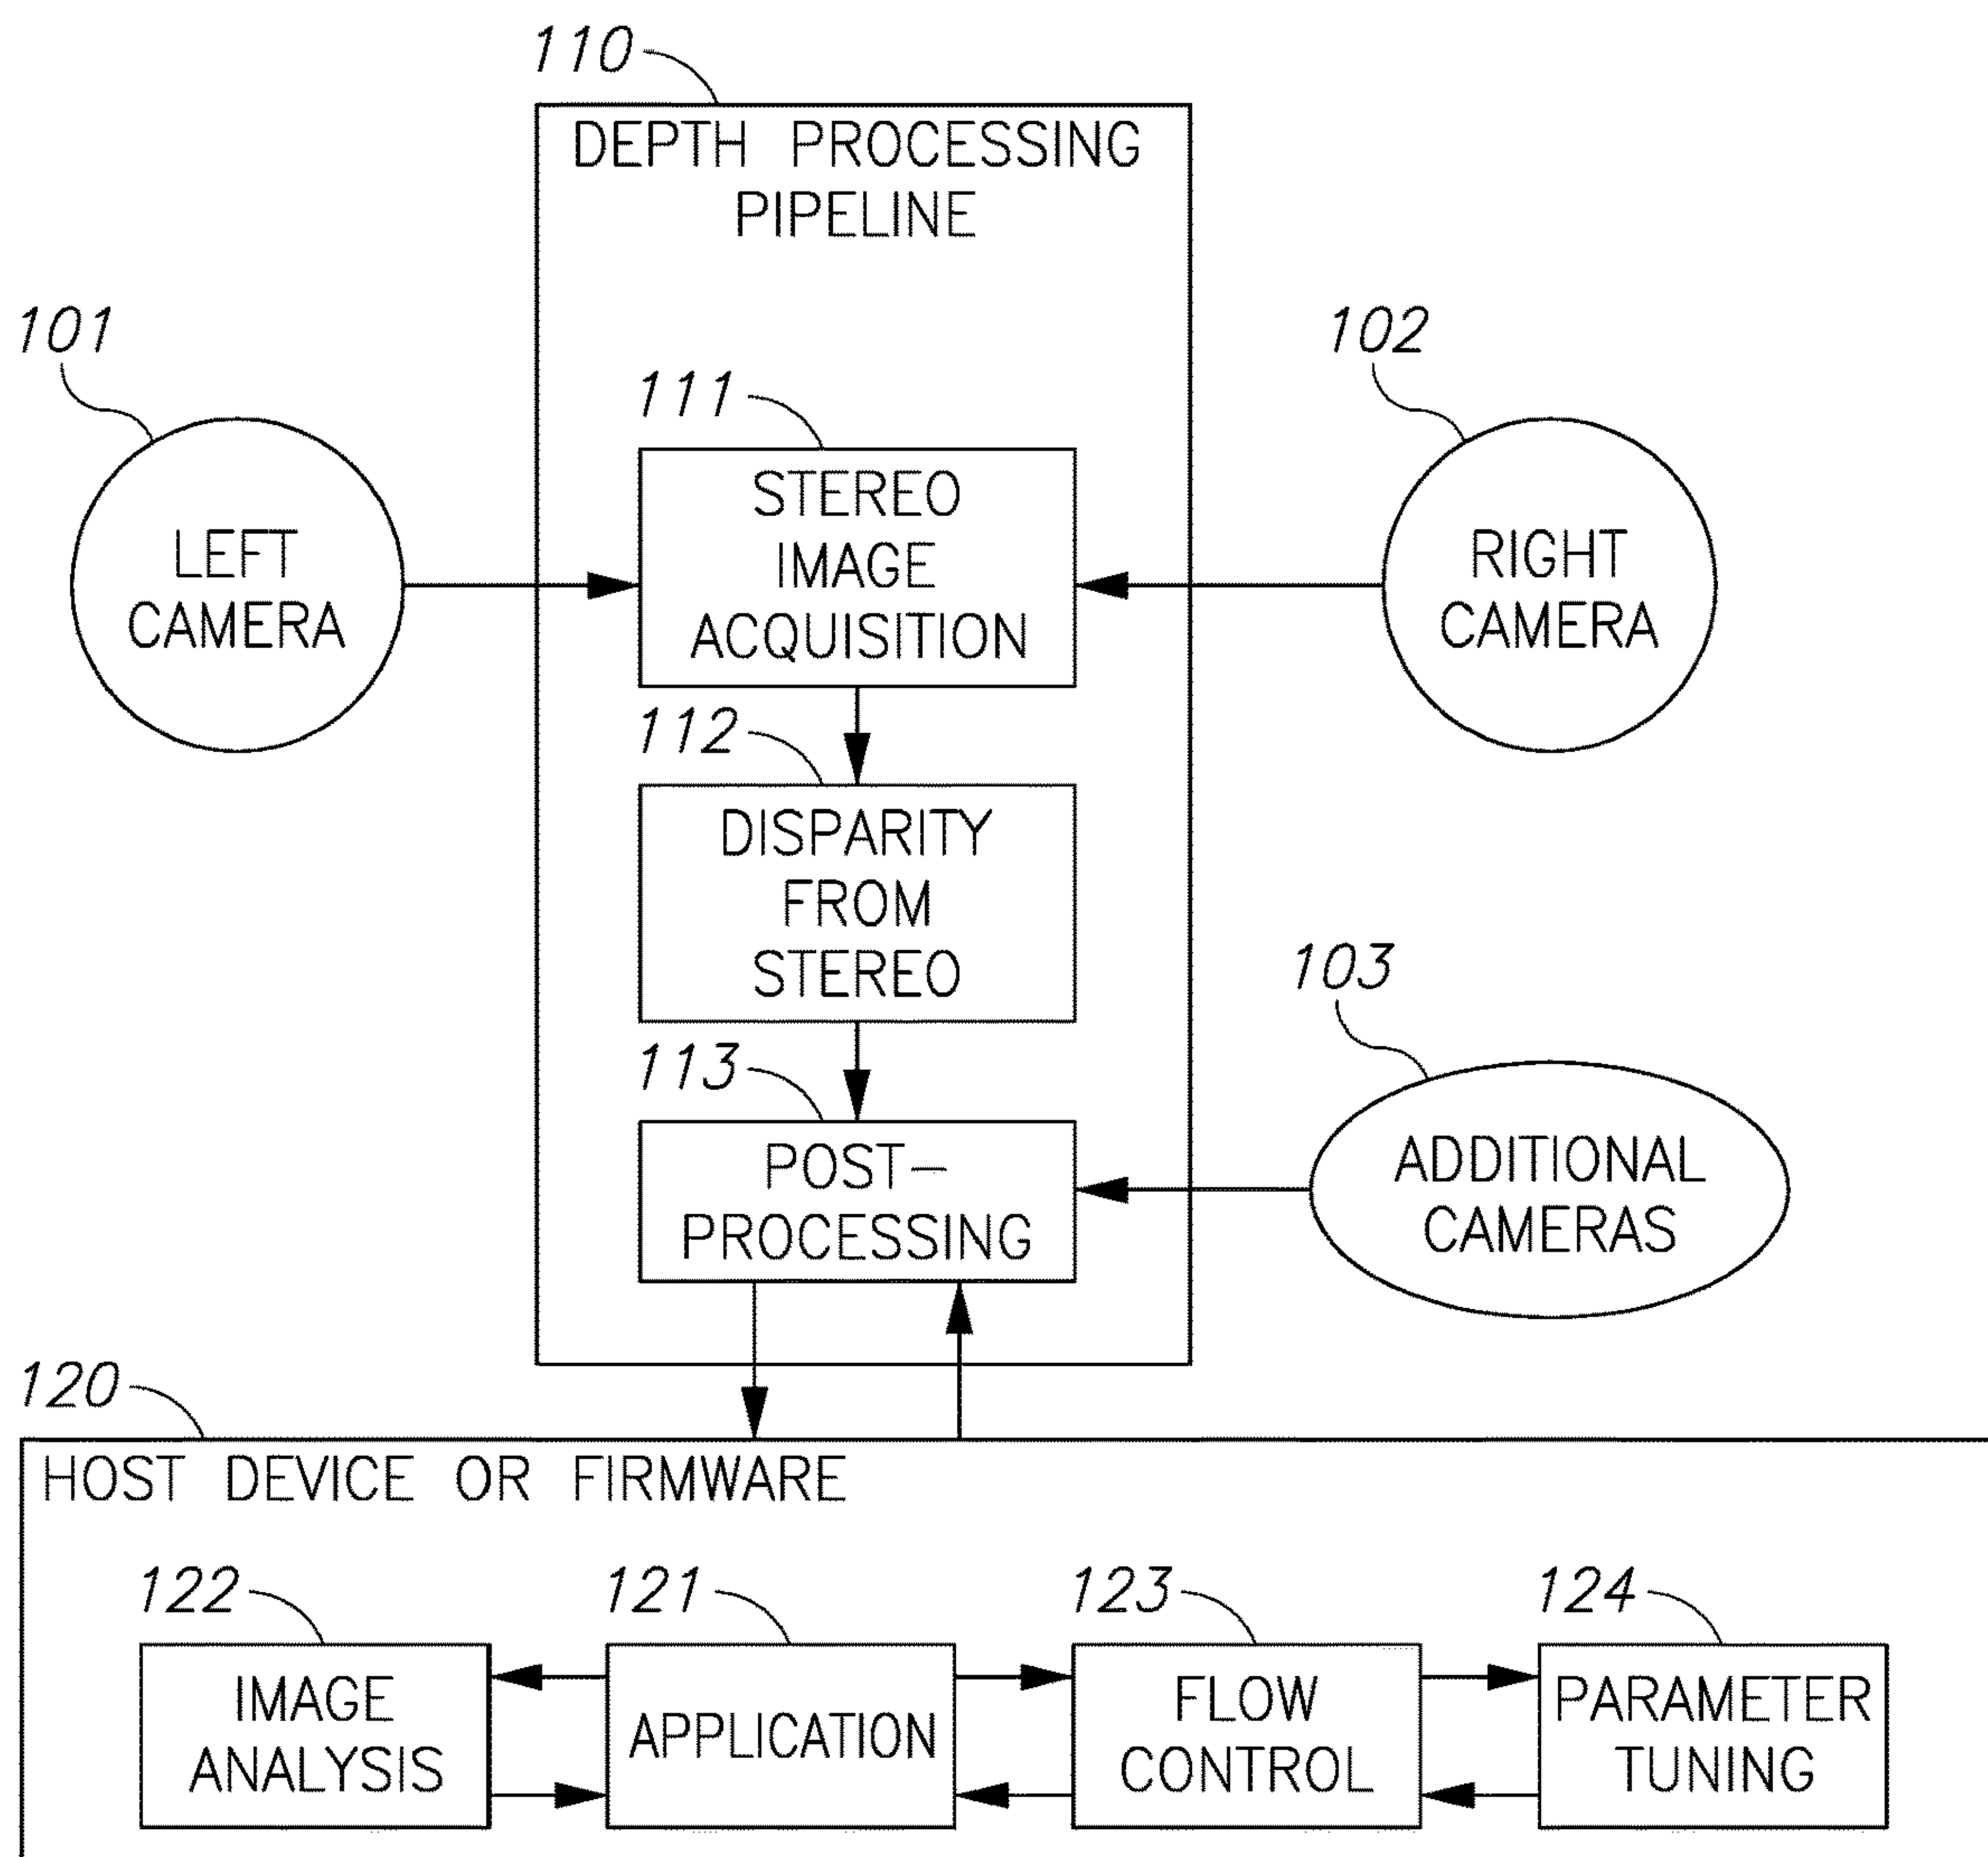 110
DEPTH PROCESSING
PIPELINE
101
102
111
STEREO
IMAGE
ACQUISITION
LEFT
CAMERA
RIGHT
CAMERA
112
DISPARITY
FROM
STEREO
103
113
POST-
PROCESSING
ADDITIONAL
CAMERAS
120
HOST DEVICE OR FIRMWARE
122
121
123
124
IMAGE
ANALYSIS
APPLICATION
FLOW
CONTROL
PARAMETER
TUNING